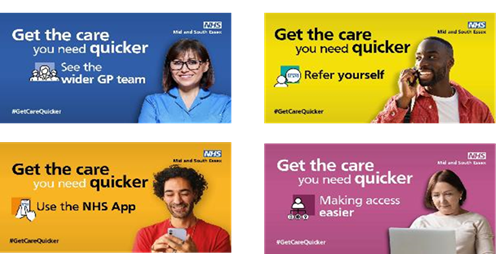 NHS
Mid and South Essex
Get the care
you need quicker
See the
wider GP team
#GetCareQuicker
NHS
Mid and South Essex
Get the care
you need quicker
Refer yourself
#GetCareQuicker
NHS
Mid and South Essex
Get the care
you need quicker
Use the NHS App
#GetCareQuicker
NHS
Mid and South Essex
Get the care
you need quicker
Making access
easier
#GetCareQuicker